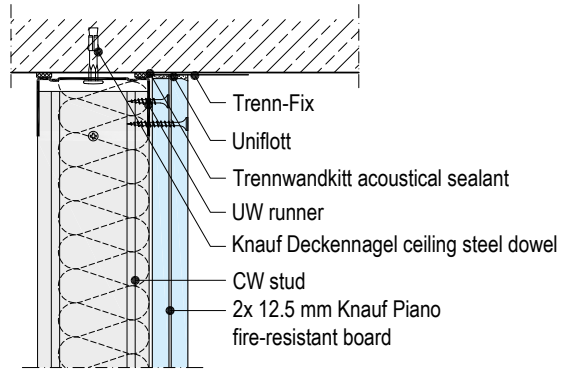 Trenn-Fix
Uniflott
Trennwandkitt acoustical sealant
UW runner
Knauf Deckennagel ceiling steel dowel
CW stud
2x 12.5 mm Knauf Piano
fire-resistant board